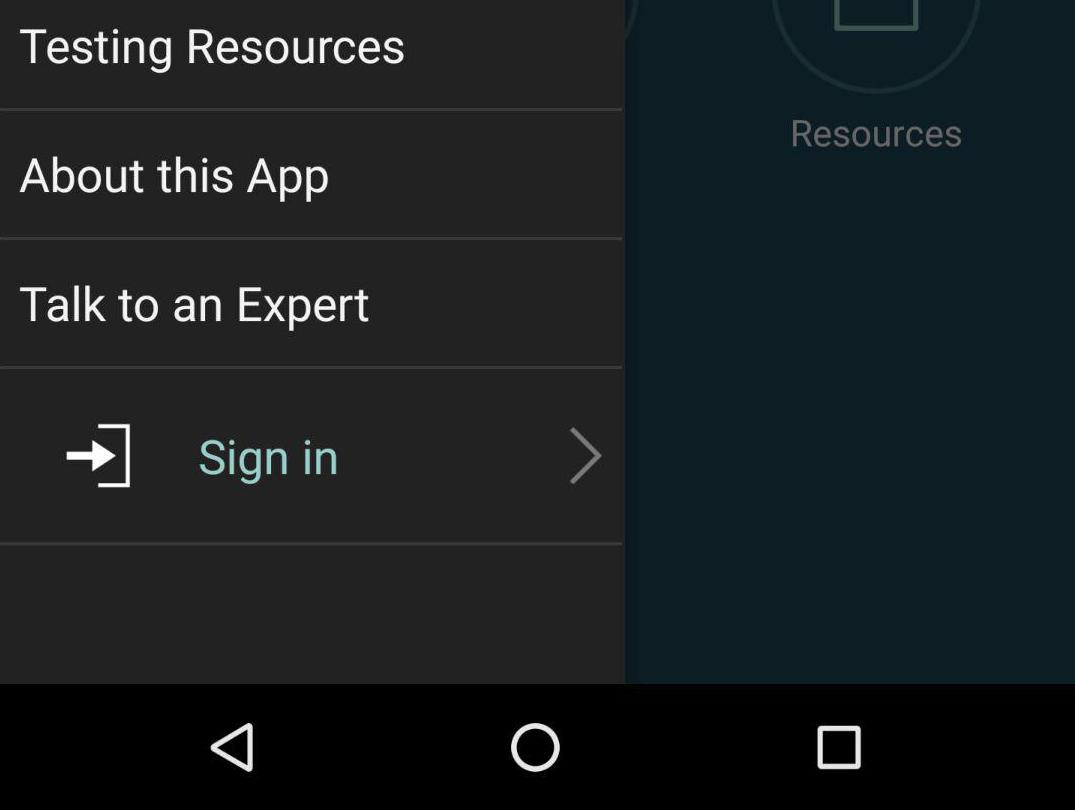 Testing Resources
About this App
Talk to an Expert
Sign in
Resources